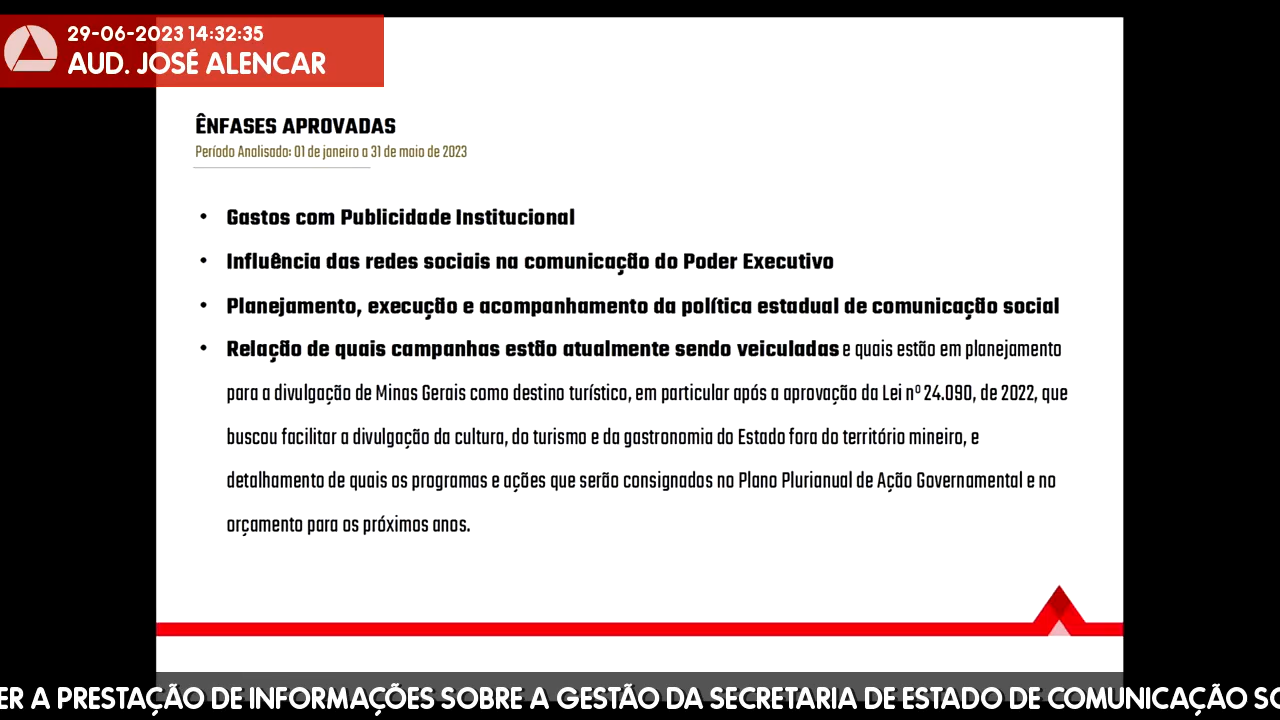 29-06-2023 14:32:35
AUD. JOSÉ ALENCAR
ÊNFASES APROVADAS
Período Analisado: 01 de janeiro a 31 de maio de 2023
• Gastos com Publicidade Institucional
• Influência das redes sociais na comunicação do Poder Executivo
• Planejamento, execução e acompanhamento da política estadual de comunicação social
• Relação de quais campanhas estão atualmente sendo veiculadas e quais estão em planejamento
para a divulgação de Minas Gerais como destino turístico, em particular após a aprovação da Lei nº 24.090, de 2022, que
buscou facilitar a divulgação da cultura, do turismo e da gastronomia do Estado fora do território mineiro, e
detalhamento de quais os programas e ações que serão consignados no Plano Plurianual de Ação Governamental e no
orçamento para os próximos anos.
ER A PRESTAÇÃO DE INFORMAÇÕES SOBRE A GESTÃO DA SECRETARIA DE ESTADO DE COMUNICAÇÃO SO